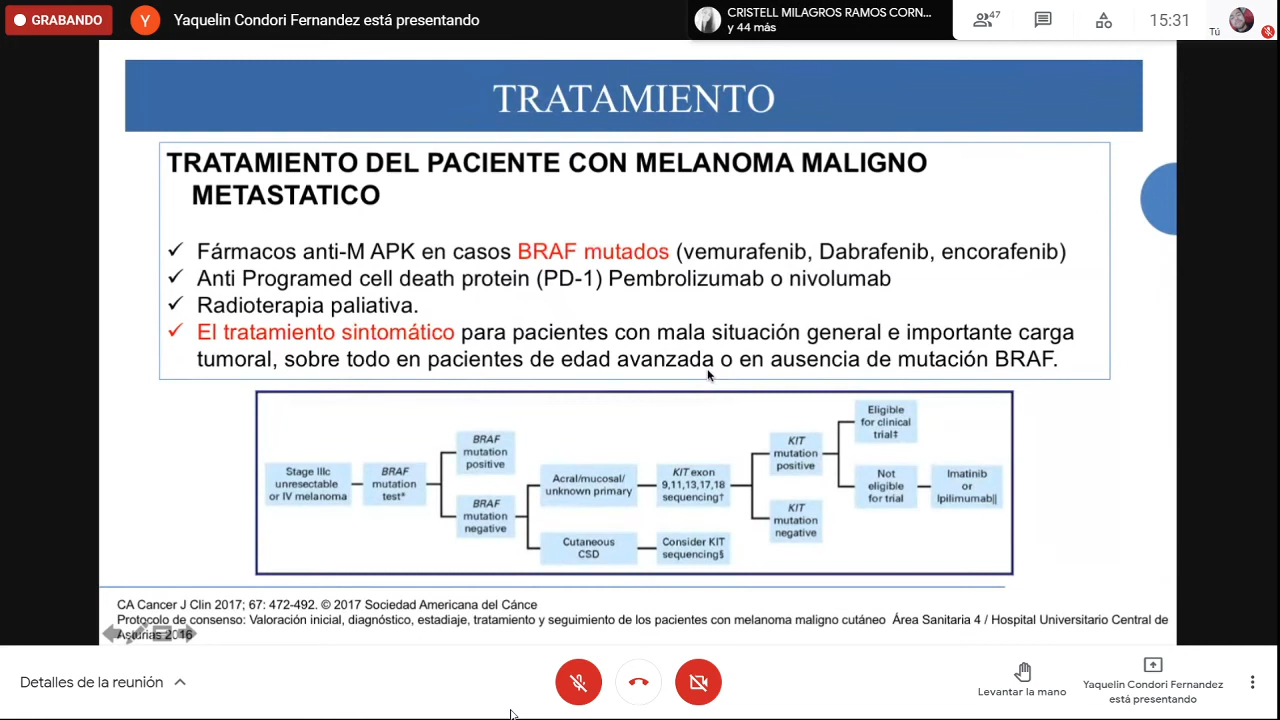 GRABANDO
Y
Yaquelin Condori Fernandez está presentando
CRISTELL MILAGROS RAMOS CORN...
y 44 más
47
15:31
Tú
TRATAMIENTO
TRATAMIENTO DEL PACIENTE CON MELANOMA MALIGNO
METASTATICO
✓ Fármacos anti-M APK en casos BRAF mutados (vemurafenib, Dabrafenib, encorafenib)
✓ Anti Programed cell death protein (PD-1) Pembrolizumab o nivolumab
✓ Radioterapia paliativa.
✓ El tratamiento sintomático para pacientes con mala situación general e importante carga
tumoral, sobre todo en pacientes de edad avanzada o en ausencia de mutación BRAF.
Stage IIIc
unresectable
or IV melanoma
BRAF
mutation
test*
BRAF
mutation
positive
BRAF
mutation
negative
Acral/mucosal/
unknown primary
Cutaneous
CSD
KIT exon
9,11,13,17,18
sequencing†
Consider KIT
sequencing§
KIT
mutation
positive
KIT
mutation
negative
Eligible
for clinical
trial‡
Not
eligible
for trial
Imatinib
or
Ipilimumab||
CA Cancer J Clin 2017; 67: 472-492. © 2017 Sociedad Americana del Cánce
Protocolo de consenso: Valoración inicial, diagnóstico, estadiaje, tratamiento y seguimiento de los pacientes con melanoma maligno cutáneo Área Sanitaria 4 / Hospital Universitario Central de
Asturias 2016
Detalles de la reunión
Levantar la mano
Yaquelin Condori Fernandez
está presentando